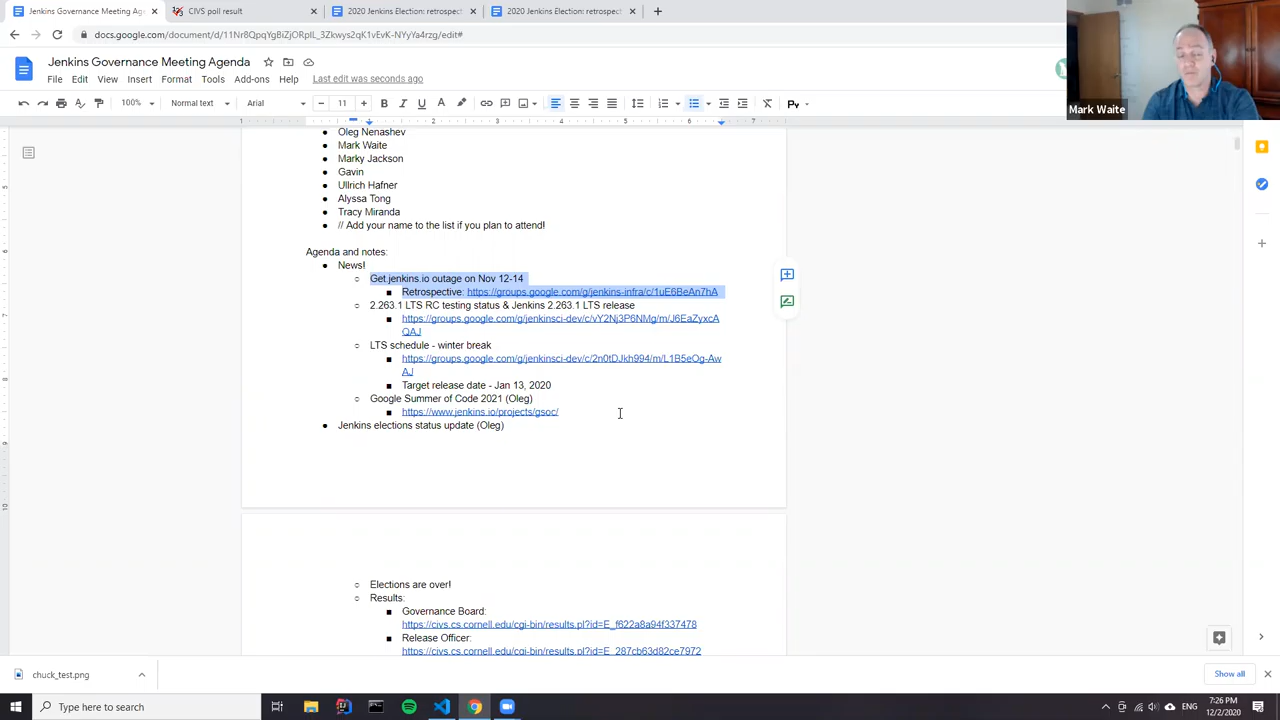 Jenkins Governance Meeting Age
CIVS poll result
2020 Jenkins Election: retrospec
2020 Jenkins Election: retrospec
docs.google.com/document/d/11Nr8QpqYgBiZjORpIL_3Zkwys2qK1vEvK-NYyYa4rzg/edit#
Jenkins Governance Meeting Agenda
File Edit View Insert Format Tools Add-ons Help Last edit was seconds ago
100% Normal text Arial 11
Mark Waite
Oleg Nenashev
Mark Waite
Marky Jackson
Gavin
Ullrich Hafner
Alyssa Tong
Tracy Miranda
// Add your name to the list if you plan to attend!
Agenda and notes:
News!
Get.jenkins.io outage on Nov 12-14
Retrospective: https://groups.google.com/g/jenkins-infra/c/1uE6BeAn7hA
2.263.1 LTS RC testing status & Jenkins 2.263.1 LTS release
https://groups.google.com/g/jenkinsci-dev/c/vY2Nj3P6NMg/m/J6EaZyxcA
QAJ
LTS schedule - winter break
https://groups.google.com/g/jenkinsci-dev/c/2n0tDJkh994/m/L1B5eOg-Aw
AJ
Target release date - Jan 13, 2020
Google Summer of Code 2021 (Oleg)
https://www.jenkins.io/projects/gsoc/
Jenkins elections status update (Oleg)
Elections are over!
Results:
Governance Board:
https://civs.cs.cornell.edu/cgi-bin/results.pl?id=E_f622a8a94f337478
Release Officer:
https://civs.cs.cornell.edu/cgi-bin/results.pl?id=E_287cb63d82ce7972
chuck_test.png
Show all
Type here to search
ENG
7:26 PM
12/2/2020